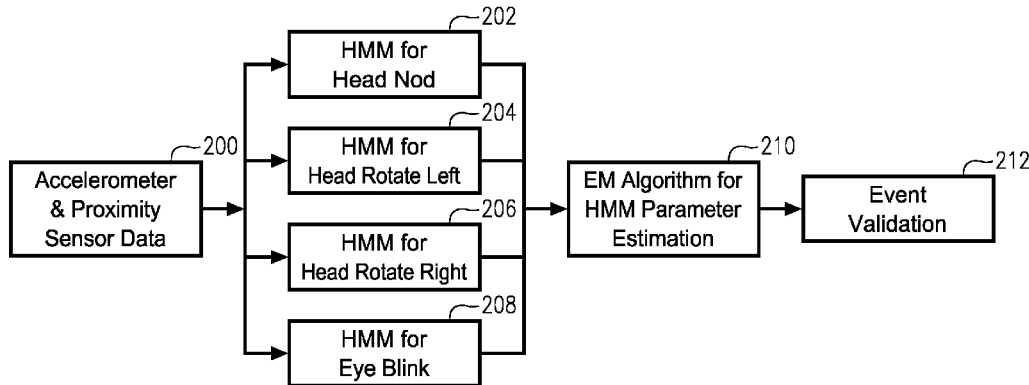 200
Accelerometer
& Proximity
Sensor Data
202
HMM for
Head Nod
204
HMM for
Head Rotate Left
206
HMM for
Head Rotate Right
208
HMM for
Eye Blink
210
EM Algorithm for
HMM Parameter
Estimation
212
Event
Validation